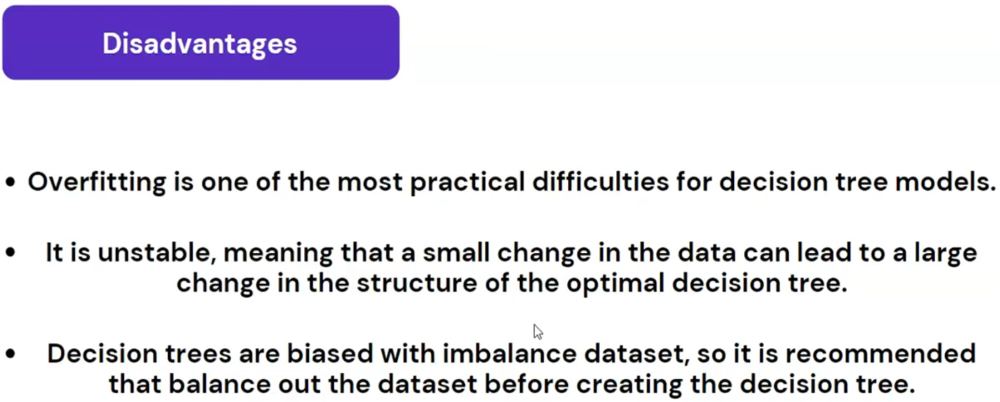 Disadvantages
• Overfitting is one of the most practical difficulties for decision tree models.
• It is unstable, meaning that a small change in the data can lead to a large
change in the structure of the optimal decision tree.
• Decision trees are biased with imbalance dataset, so it is recommended
that balance out the dataset before creating the decision tree.